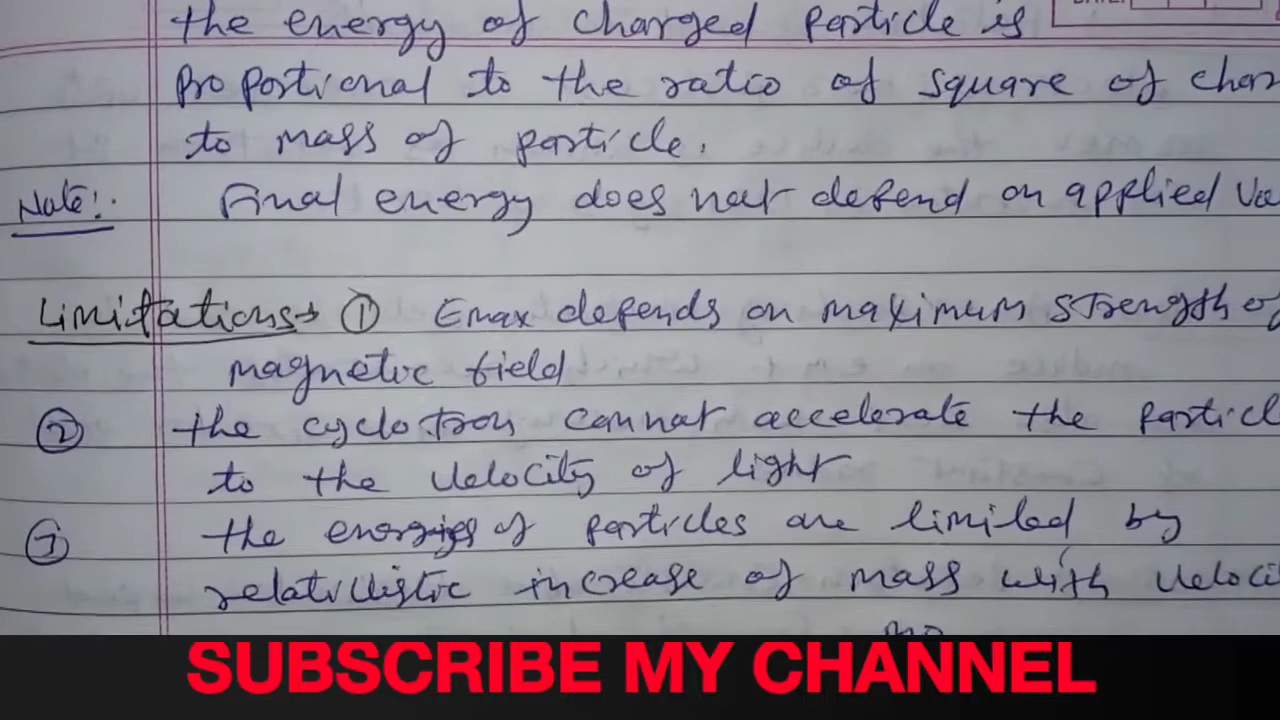 the energy of charged particle is
proportional to the ratio of square of char
to mass of particle.
Note:- Final energy does not depend on applied Vo
Limitations → ① Emax depends on maximum strength of
magnetic field
② the cyclotron cannot accelerate the particl
to the velocity of light
③ the energies of particles are limited by
relativistic increase of mass with veloci
SUBSCRIBE MY CHANNEL